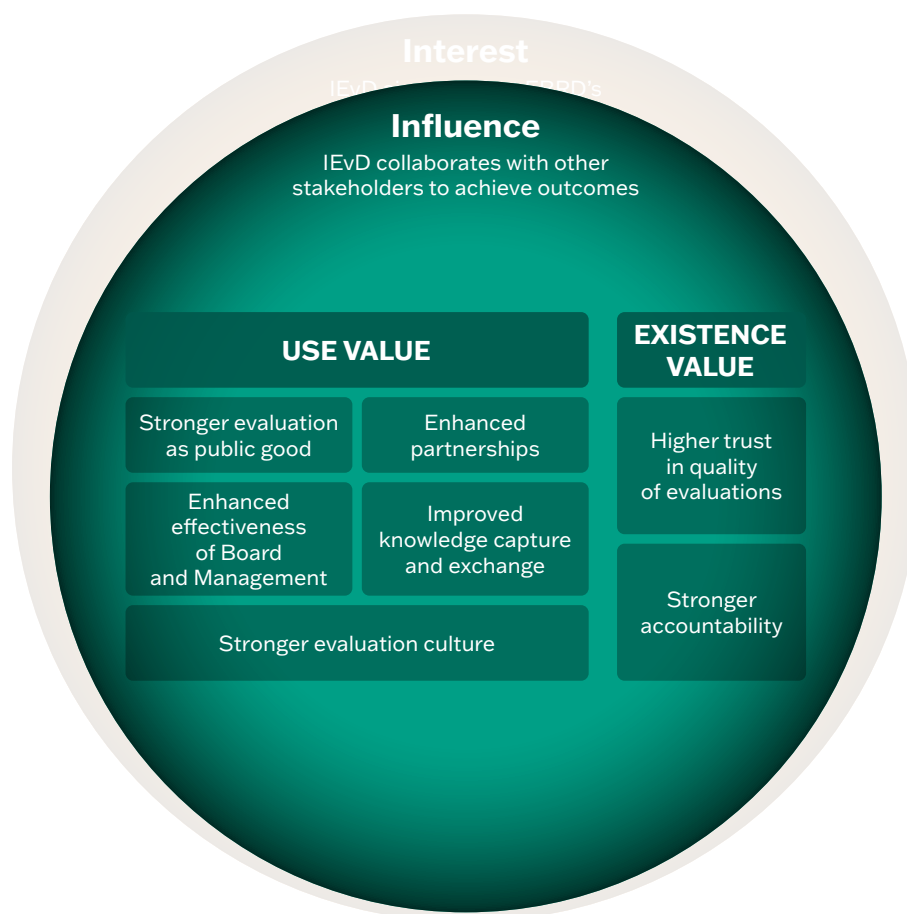 Interest
IEvD EBRD's
Influence
IEvD collaborates with other
stakeholders to achieve outcomes
USE VALUE
EXISTENCE
VALUE
Stronger evaluation
as public good
Enhanced
partnerships
Enhanced
effectiveness
of Board
and Management
Improved
knowledge capture
and exchange
Stronger evaluation culture
Higher trust
in quality
of evaluations
Stronger
accountability